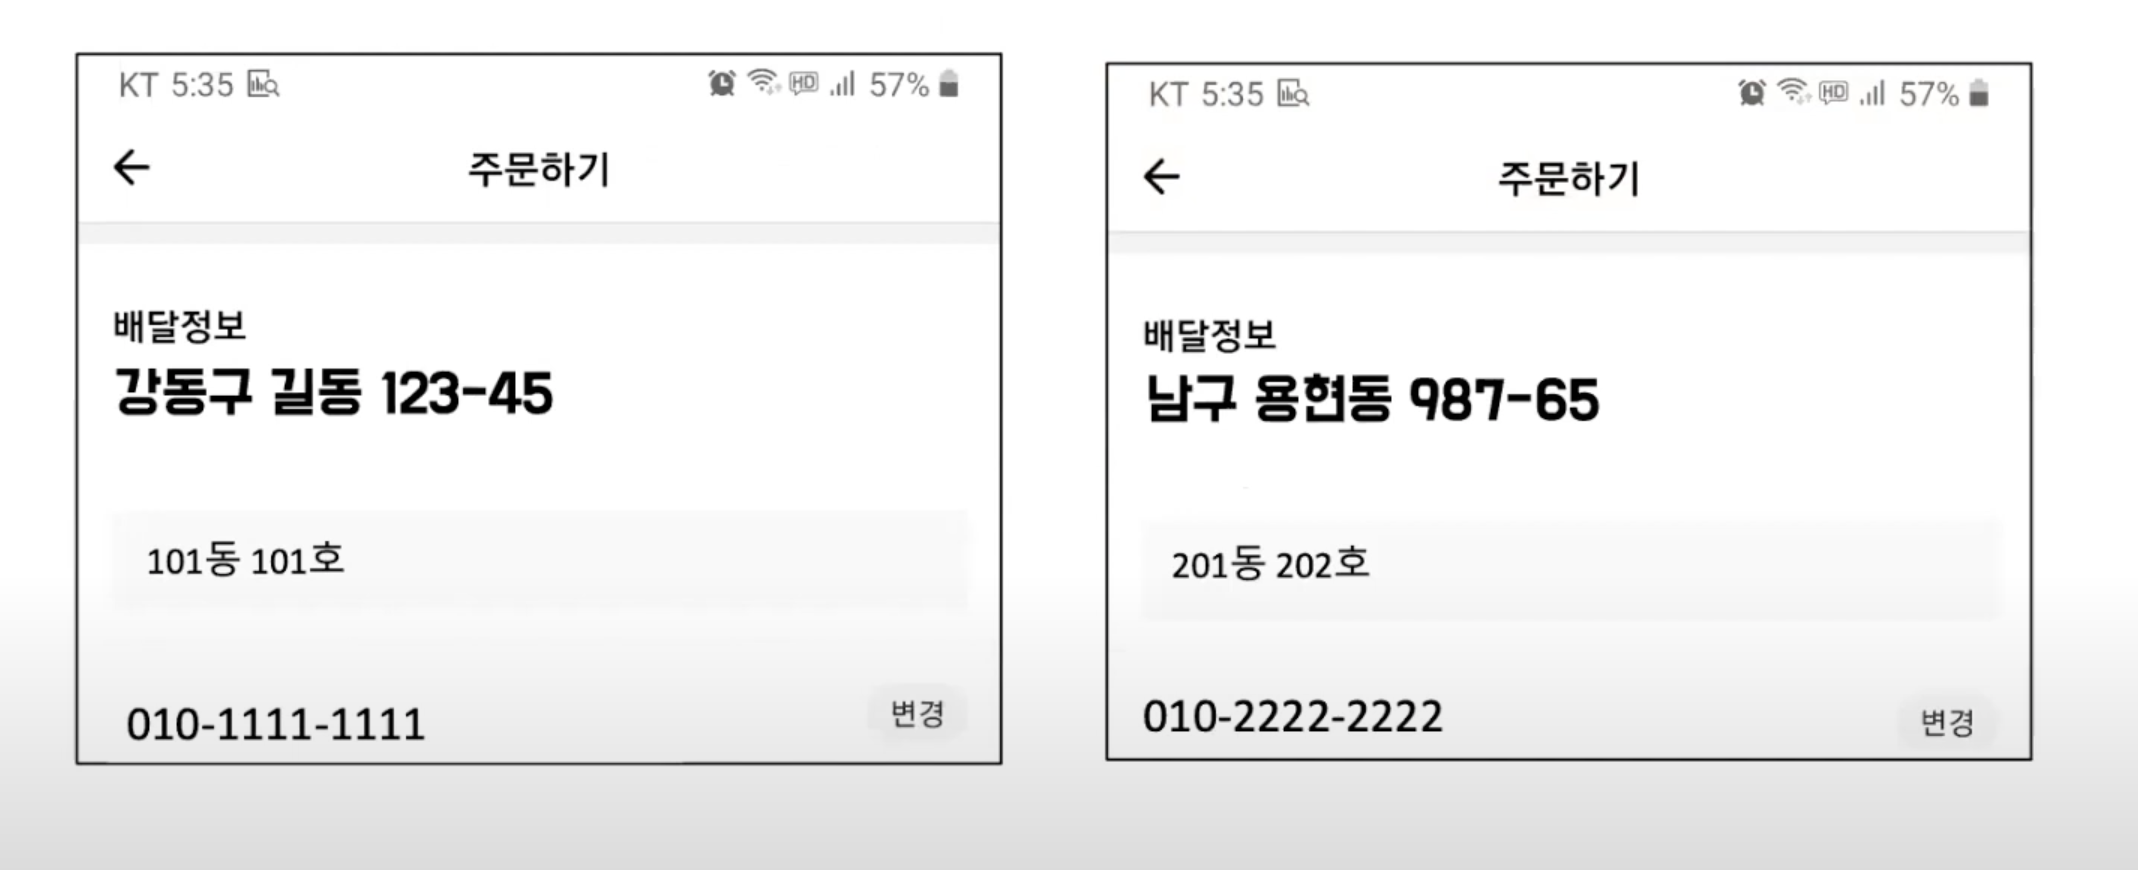 KT 5:35 HD 57%
주문하기
배달정보
강동구 길동 123-45
101동 101호
010-1111-1111 변경
KT 5:35 HD 57%
주문하기
배달정보
남구 용현동 987-65
201동 202호
010-2222-2222 변경